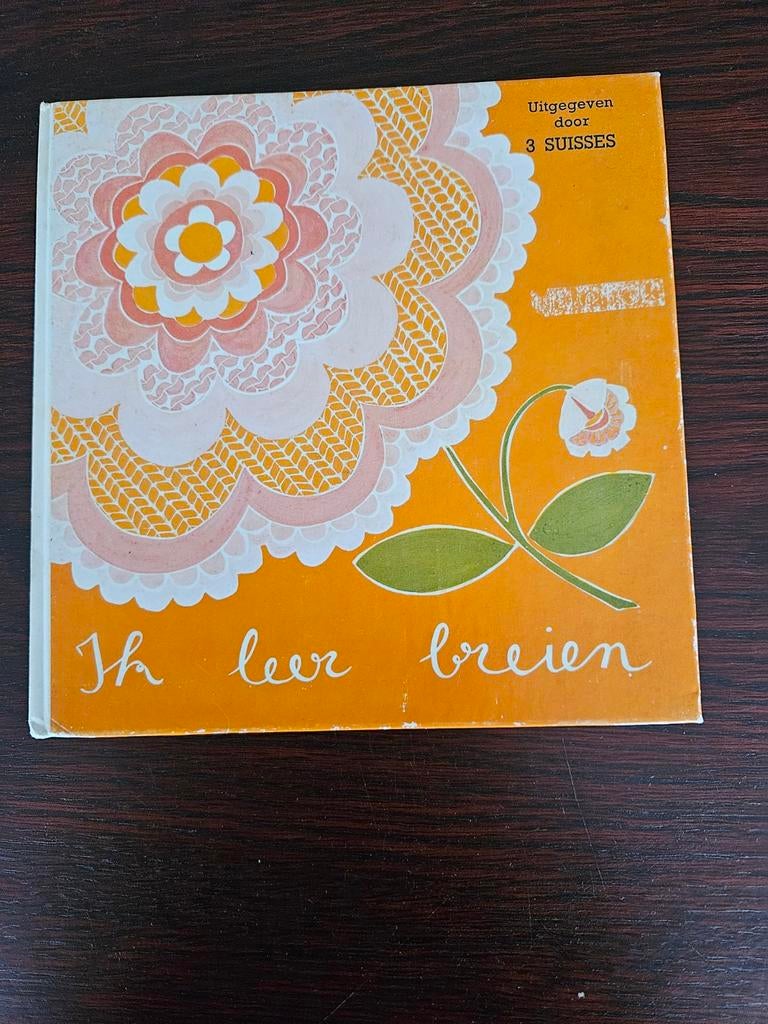 Uitgegeven
door
3 SUISSES
Ik leer breien